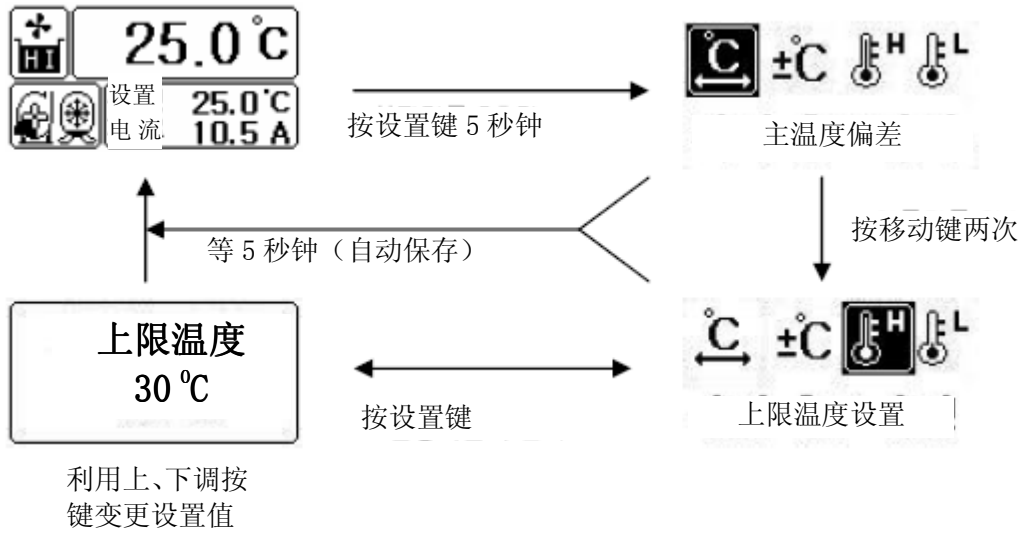 HI
25.0℃
设置 25.0℃
电流 10.5 A
按设置键 5 秒钟
℃ ±℃ H L
主温度偏差
按移动键两次
等 5 秒钟（自动保存）
上限温度
30 ⁰C
按设置键
℃ ±℃ H L
上限温度设置
利用上、下调按
键变更设置值